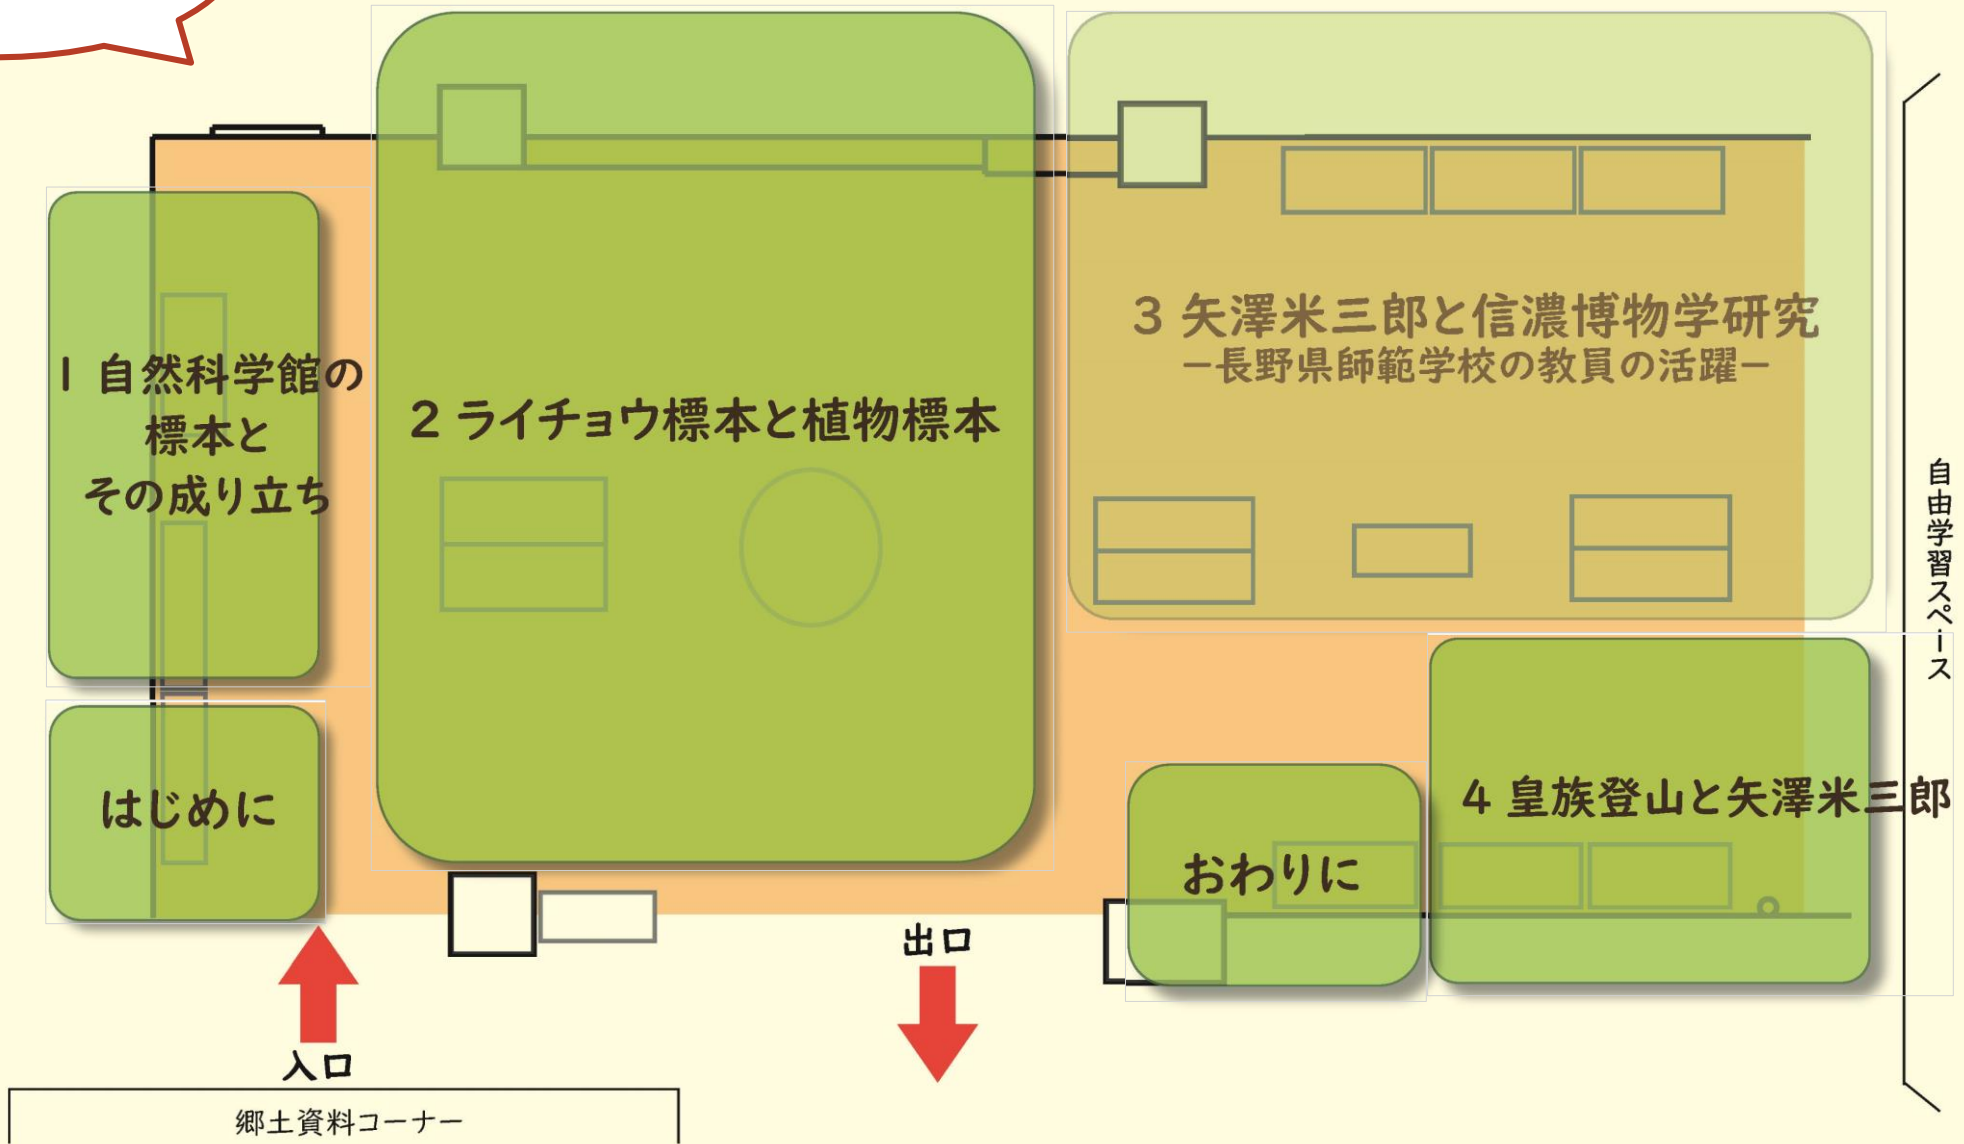 1 自然科学館の
標本と
その成り立ち
はじめに
2 ライチョウ標本と植物標本
3 矢澤米三郎と信濃博物学研究
－長野県師範学校の教員の活躍－
4 皇族登山と矢澤米三郎
おわりに
自由学習スペース
入口
出口
郷土資料コーナー